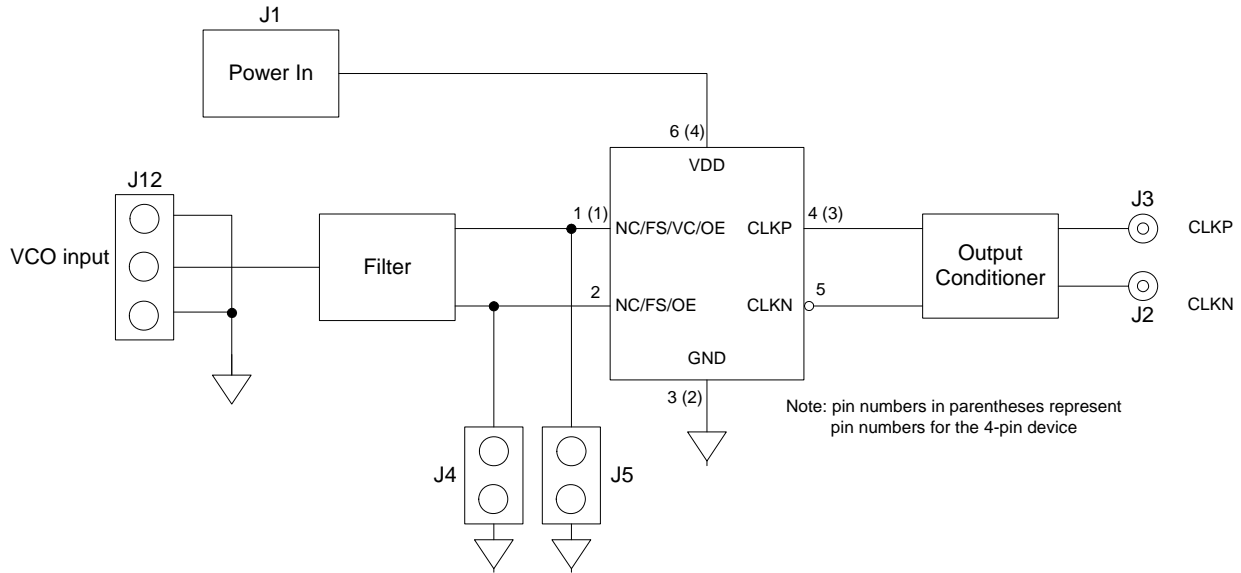 J1
Power In
6 (4)
VDD
J12
VCO input
Filter
1 (1)
NC/FS/VC/OE
CLKP
4 (3)
2
NC/FS/OE
CLKN
5
GND
3 (2)
Output
Conditioner
J3
CLKP
J2
CLKN
Note: pin numbers in parentheses represent
pin numbers for the 4-pin device
J4
J5